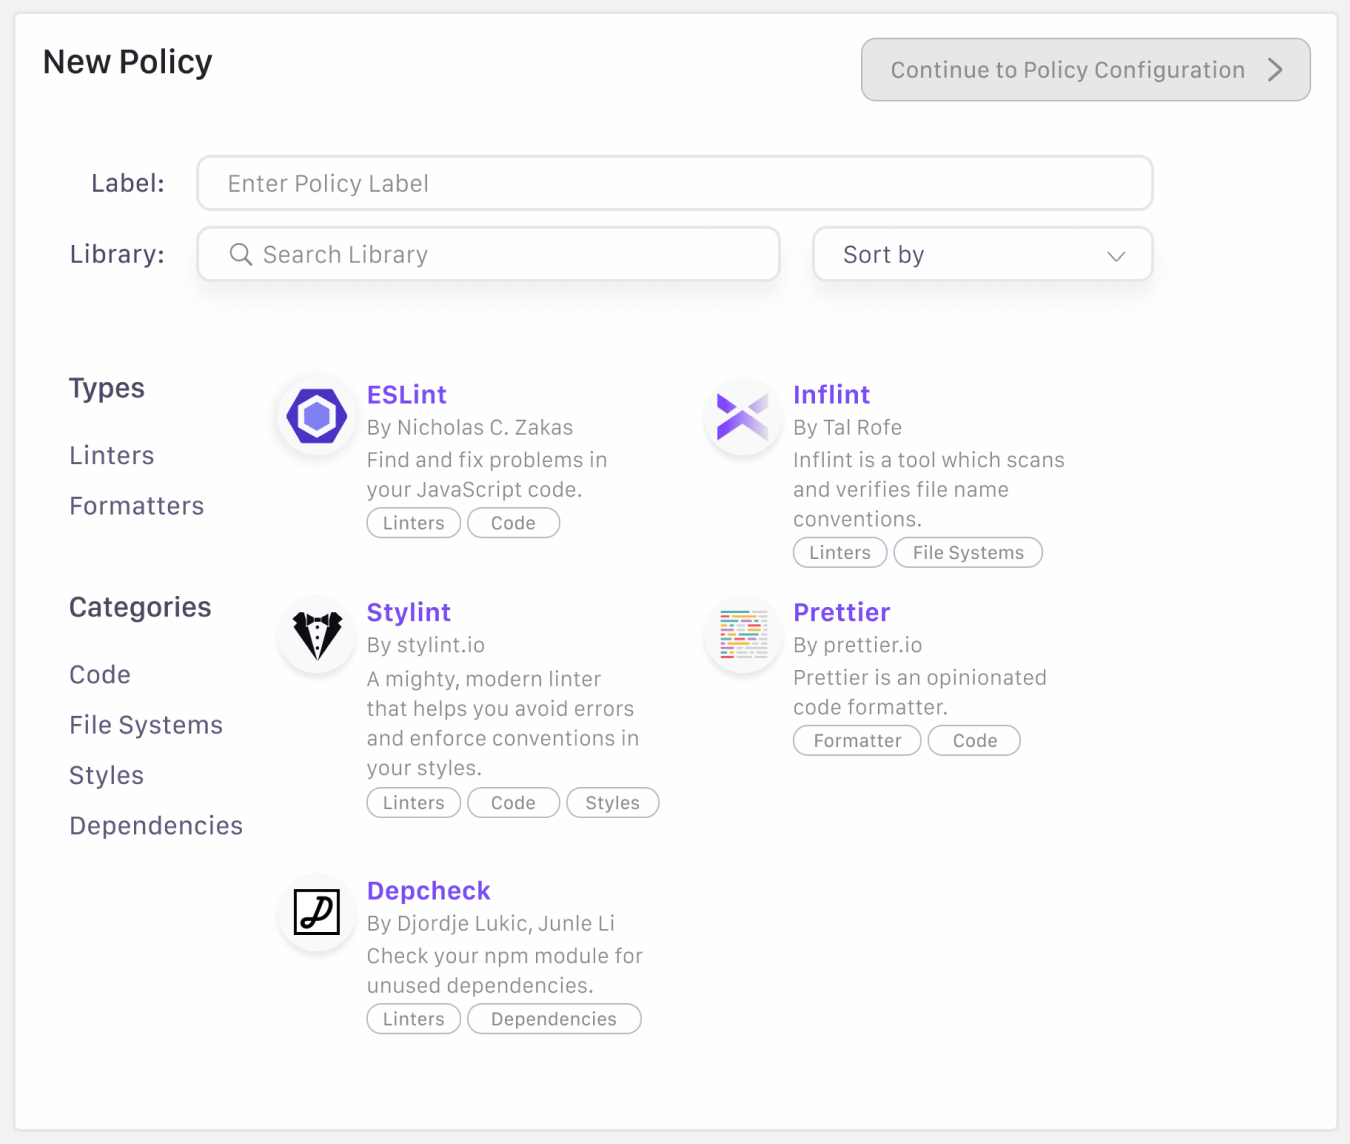 New Policy
Continue to Policy Configuration
Label:
Enter Policy Label
Library:
Search Library
Sort by
Types
Linters
Formatters
Categories
Code
File Systems
Styles
Dependencies
ESLint
By Nicholas C. Zakas
Find and fix problems in
your JavaScript code.
Linters
Code
Inflint
By Tal Rofe
Inflint is a tool which scans
and verifies file name
conventions.
Linters
File Systems
Stylint
By stylint.io
A mighty, modern linter
that helps you avoid errors
and enforce conventions in
your styles.
Linters
Code
Styles
Prettier
By prettier.io
Prettier is an opinionated
code formatter.
Formatter
Code
Depcheck
By Djordje Lukic, Junle Li
Check your npm module for
unused dependencies.
Linters
Dependencies